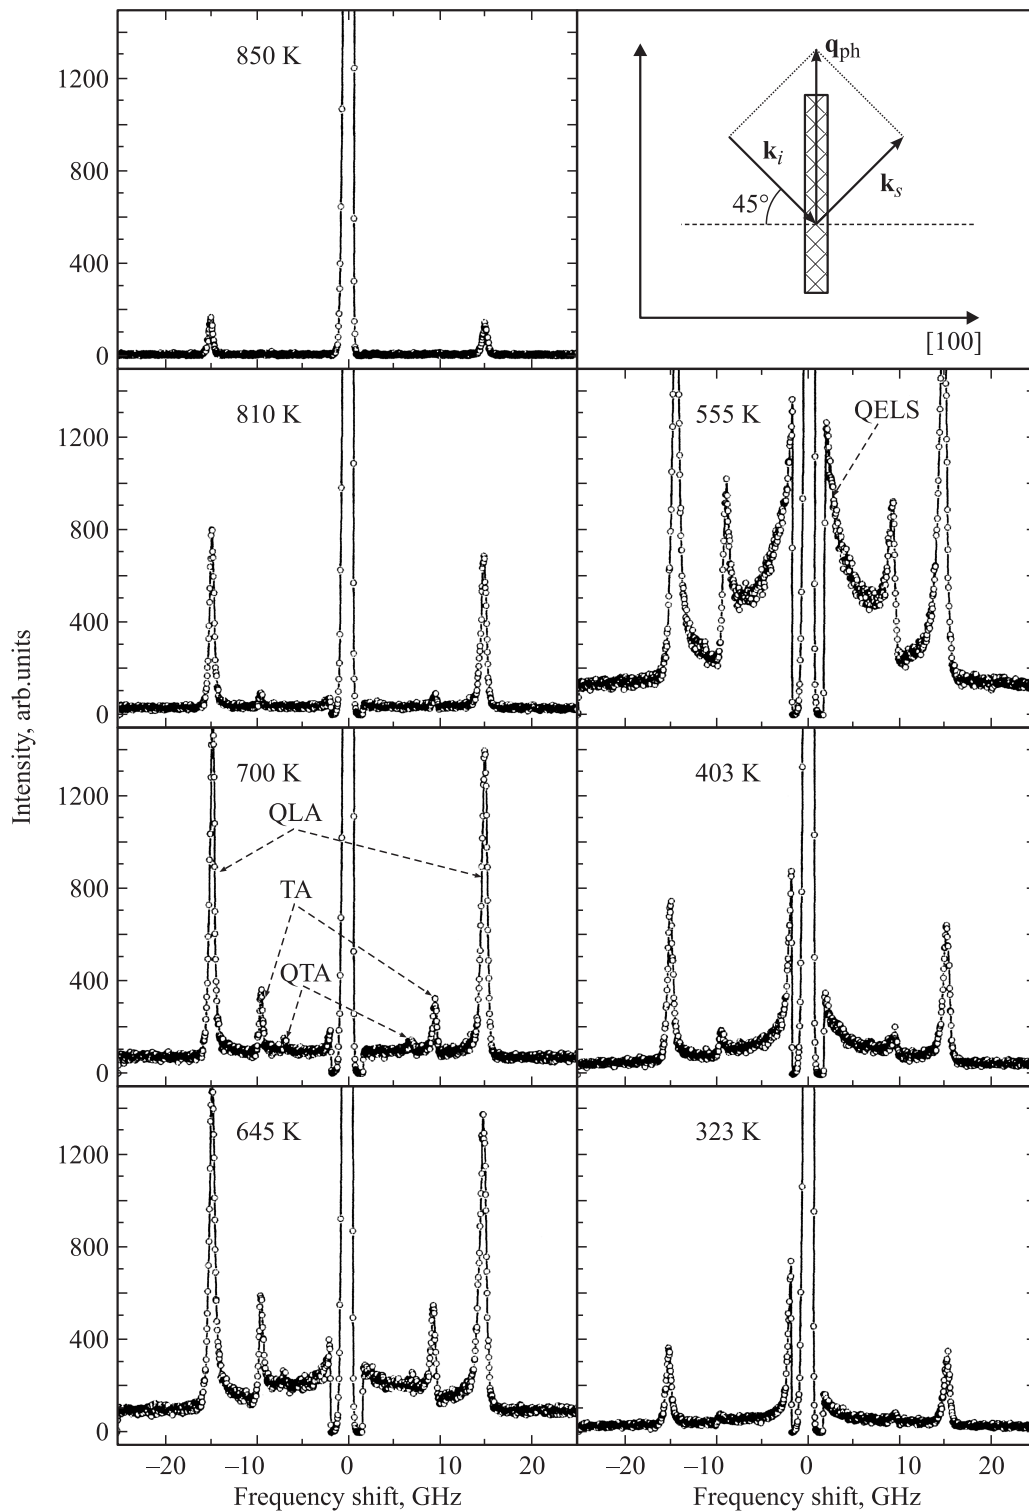 Intensity, arb.units
850 K
1200
800
400
0
q_ph
k_i
45°
k_s
[100]
810 K
1200
800
400
0
555 K
QELS
700 K
QLA
TA
QTA
1200
800
400
0
403 K
645 K
1200
800
400
0
323 K
–20 –10 0 10 20
–20 –10 0 10 20
Frequency shift, GHz
Frequency shift, GHz